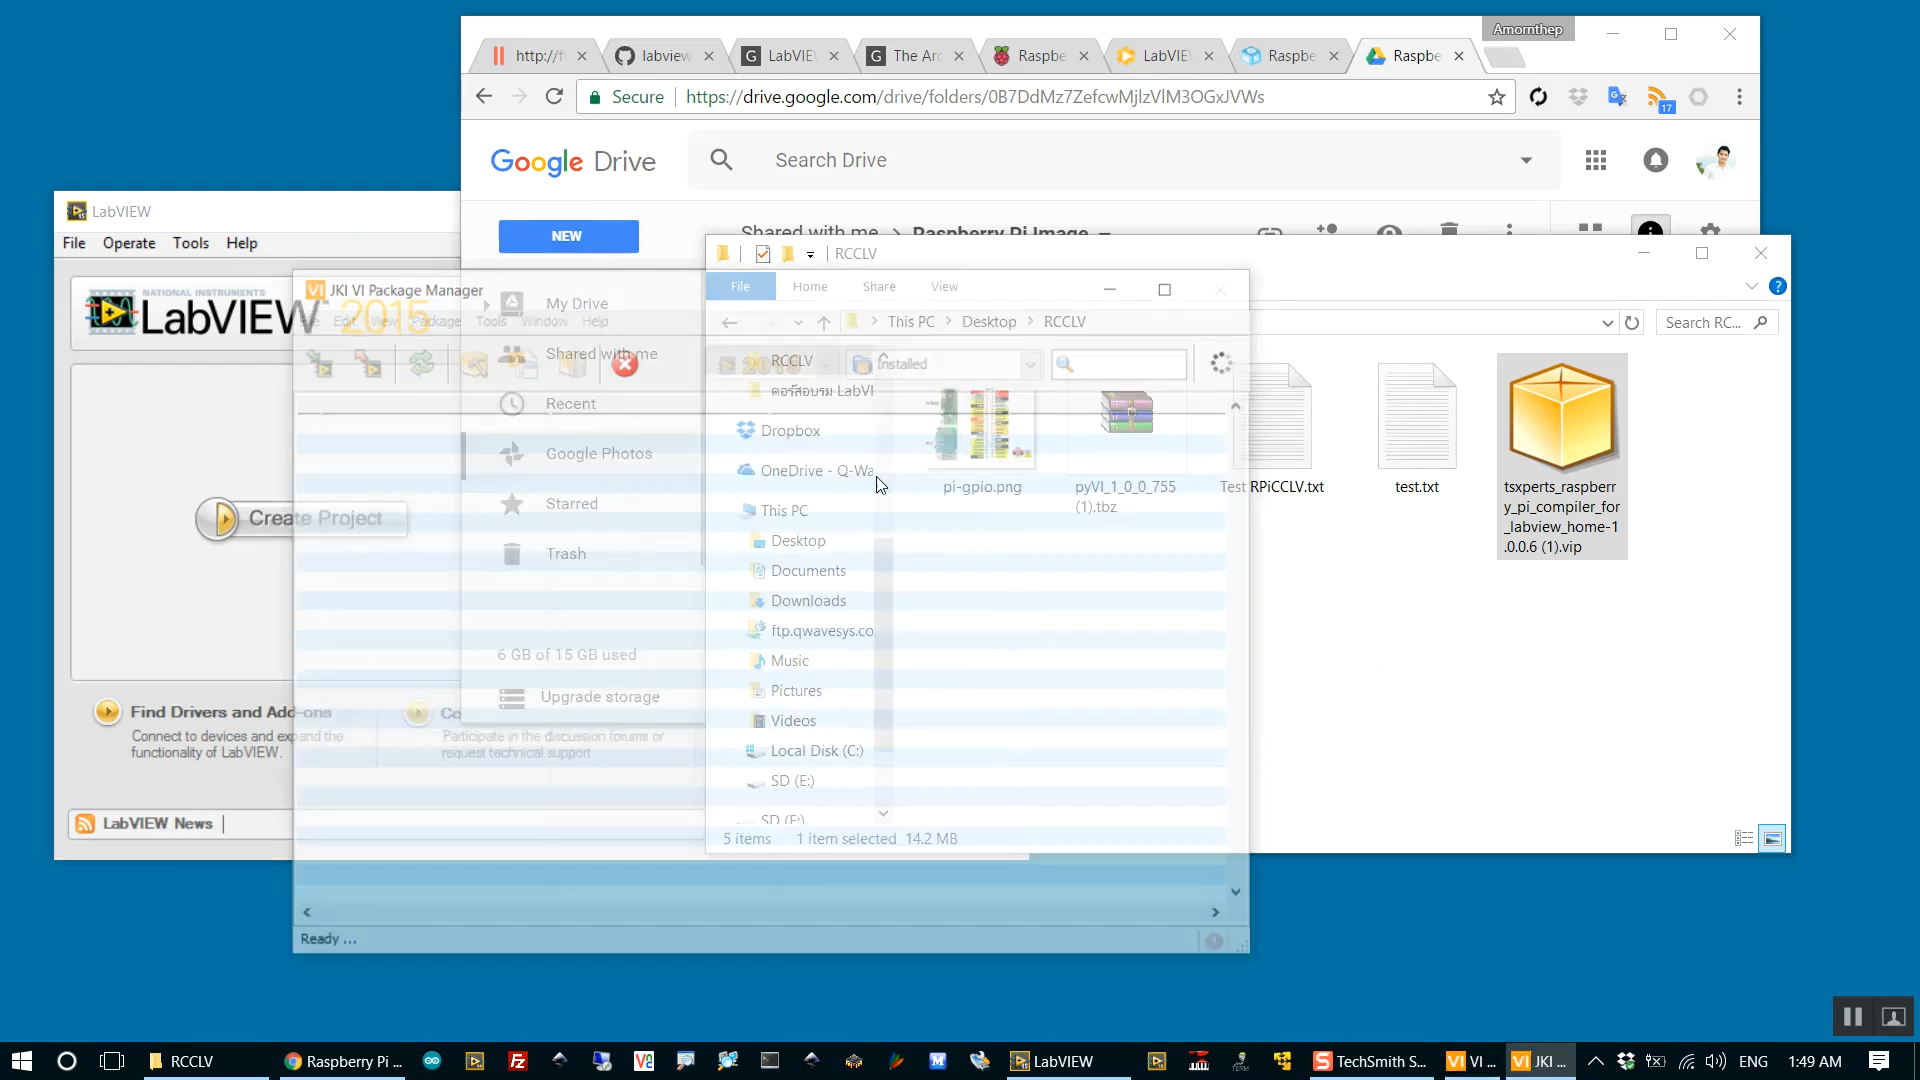 Amornthep
http://f
labview
LabVIE
The Arc
Raspbe
LabVIE
Raspbe
Raspbe
Secure
https://drive.google.com/drive/folders/0B7DdMz7ZefcwMjlzVlM3OGxJVWs
17
Google Drive
Search Drive
NEW
Shared with me > Raspberry Pi Image
LabVIEW
File Operate Tools Help
NATIONAL INSTRUMENTS
LabVIEW 2015
Create Project
Find Drivers and Add-ons
Connect to devices and expand the
functionality of LabVIEW.
Co
Participate in the discussion forums or
request technical support.
LabVIEW News
JKI VI Package Manager
Edit View Package Tools Window Help
Installed
Ready ...
My Drive
Shared with me
Recent
Google Photos
Starred
Trash
6 GB of 15 GB used
Upgrade storage
RCCLV
File Home Share View
This PC > Desktop > RCCLV
Search RC...
RCCLV
คอร์สอบรม LabVI
Dropbox
OneDrive - Q-Wa
This PC
Desktop
Documents
Downloads
ftp.qwavesys.co
Music
Pictures
Videos
Local Disk (C:)
SD (E:)
SD (E:)
pi-gpio.png
pyVI_1_0_0_755
(1).tbz
Test RPiCCLV.txt
test.txt
tsxperts_raspberr
y_pi_compiler_for_
_labview_home-1
.0.0.6 (1).vip
5 items 1 item selected 14.2 MB
RCCLV
Raspberry Pi ...
LabVIEW
TechSmith S...
VI ...
JKI ...
ENG
1:49 AM